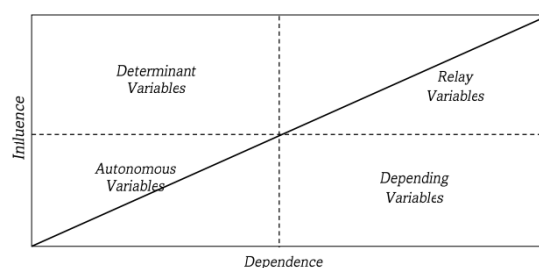 Determinant
Variables
Relay
Variables
Influence
Autonomous
Variables
Depending
Variables
Dependence